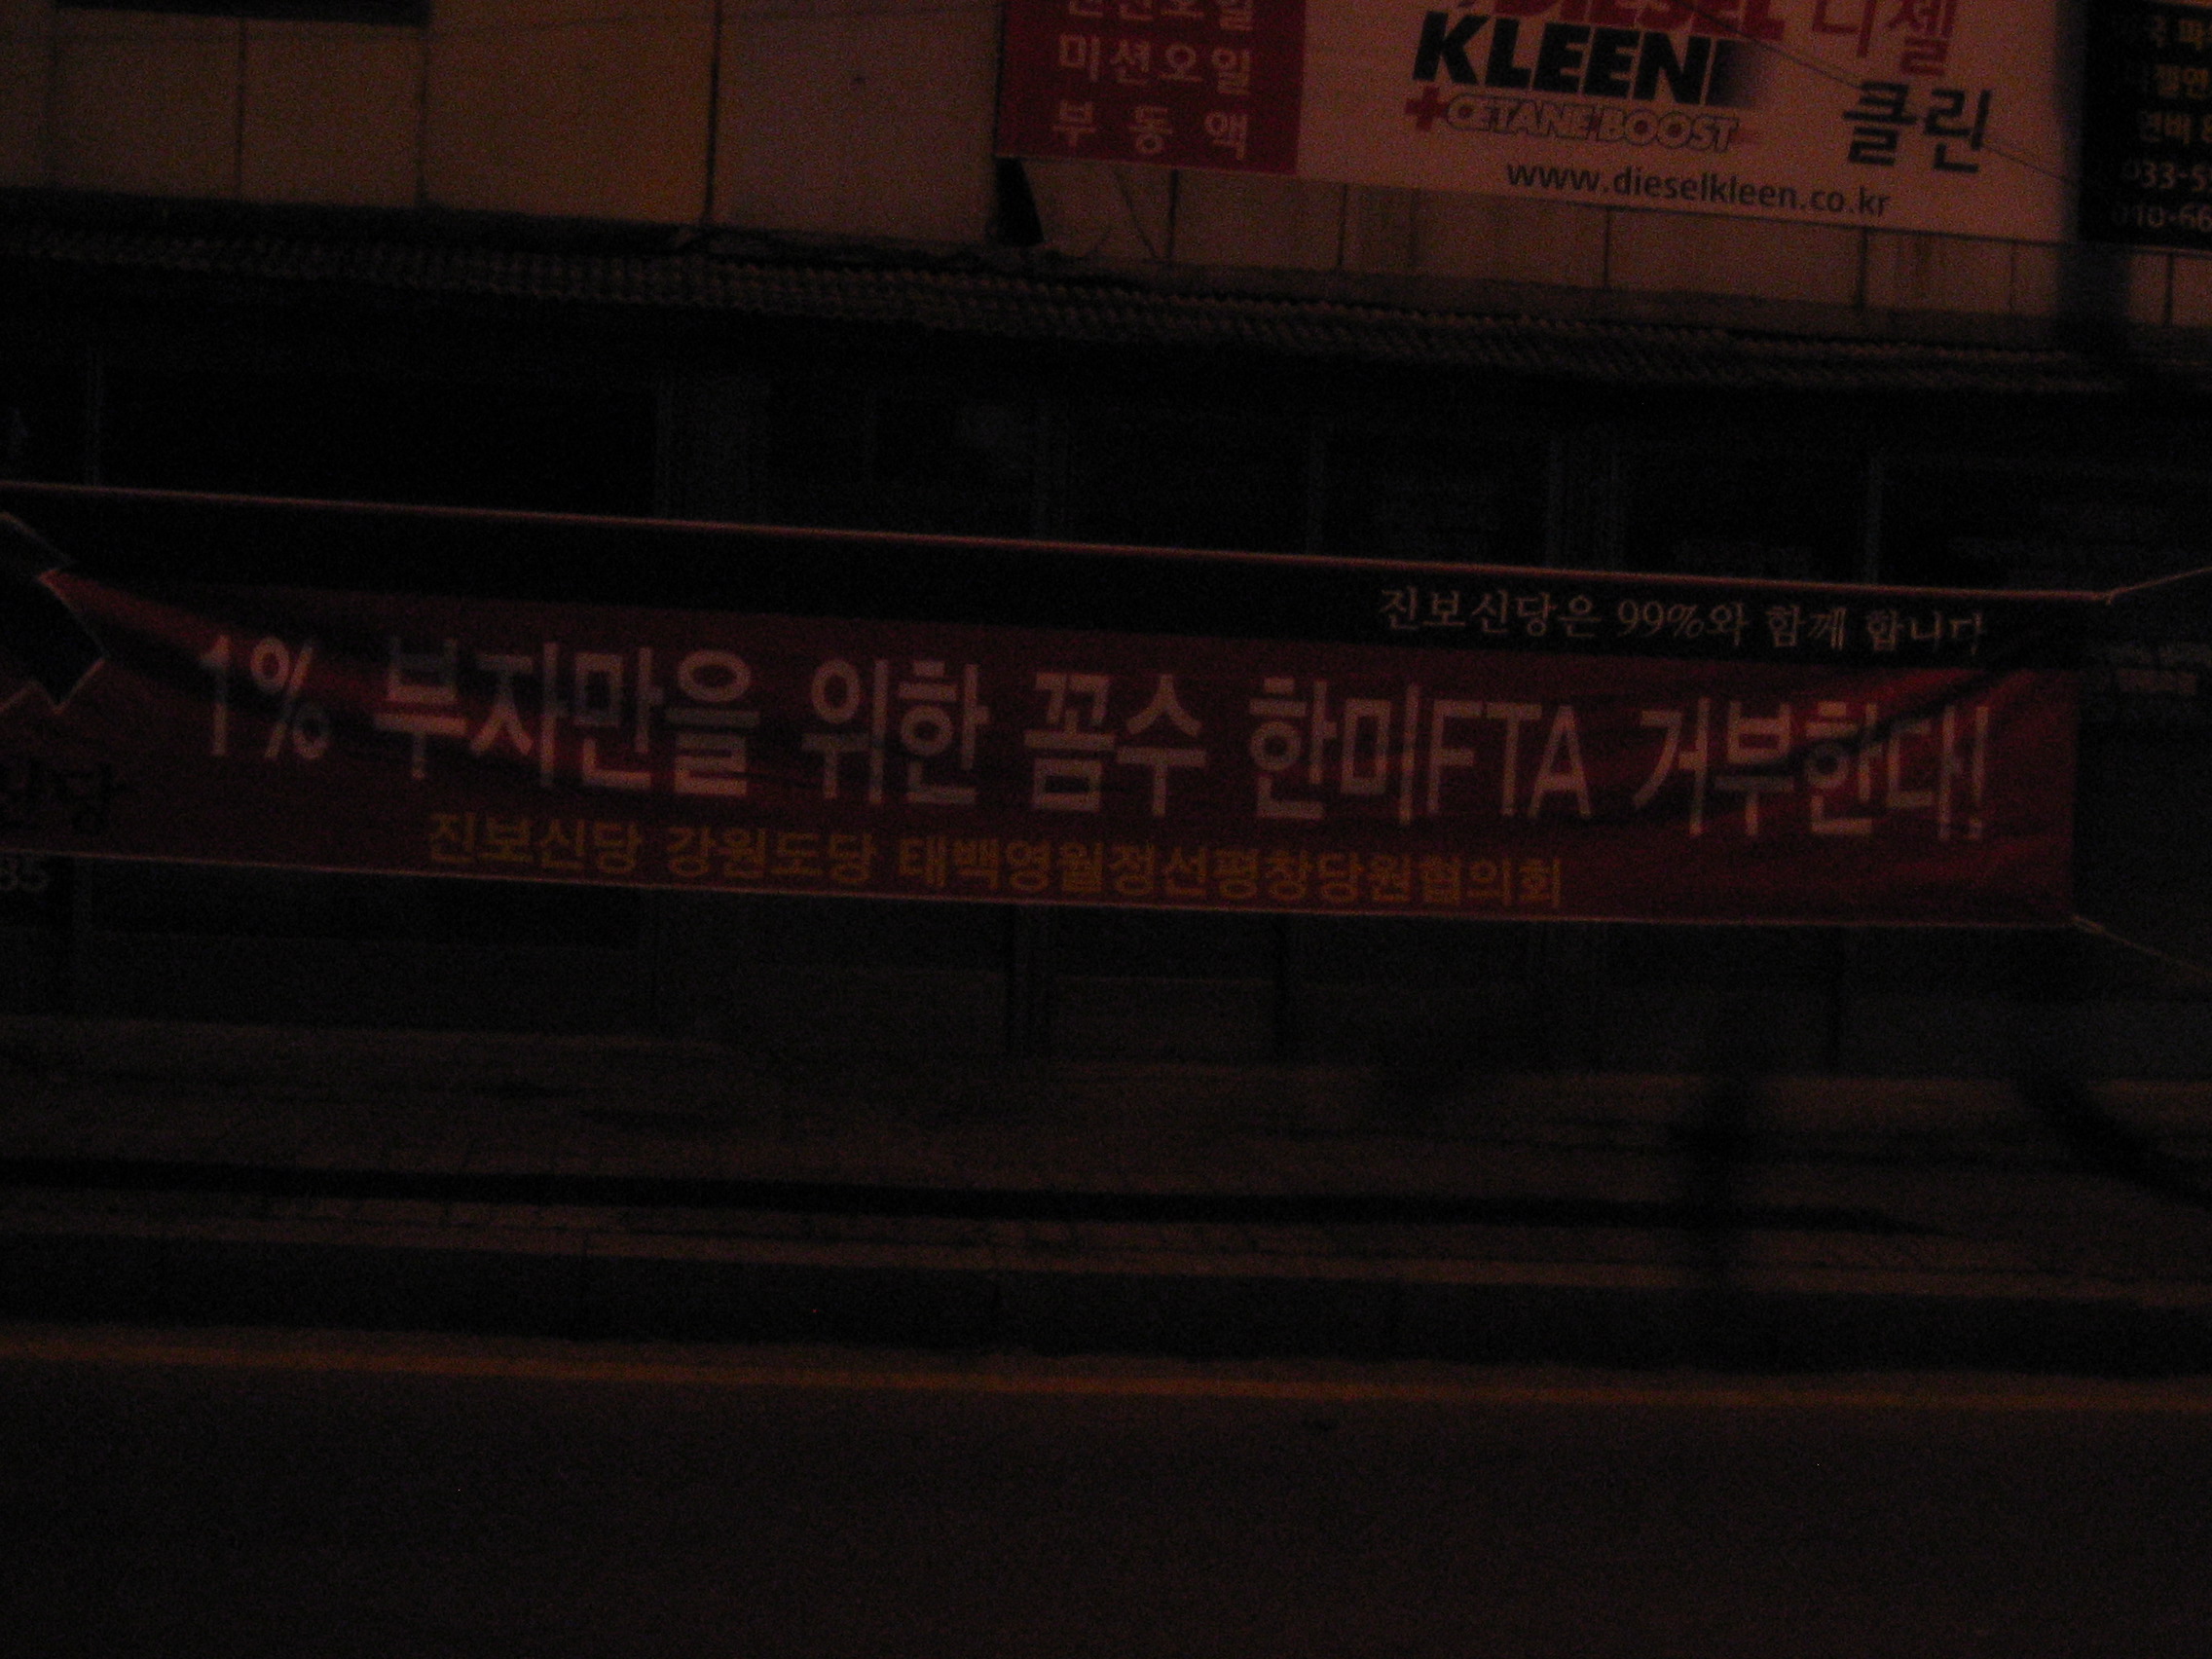 미션오일
부동액
DIESEL 디젤
KLEEN
클린
+CETANE BOOST
www.dieselkleen.co.kr
진보신당은 99%와 함께 합니다
1% 부자만을 위한 꼼수 한미FTA 거부한다!
진보신당 강원도당 태백영월정선평창당원협의회